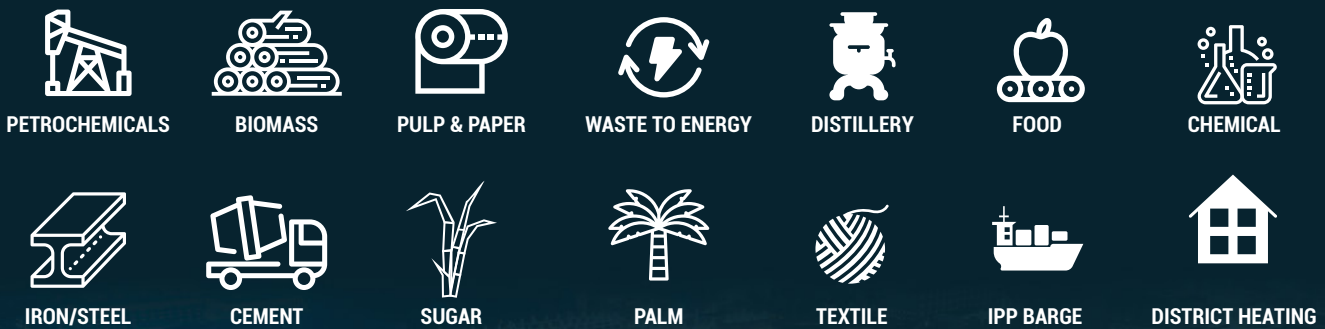 PETROCHEMICALS
BIOMASS
PULP & PAPER
WASTE TO ENERGY
DISTILLERY
FOOD
CHEMICAL
IRON/STEEL
CEMENT
SUGAR
PALM
TEXTILE
IPP BARGE
DISTRICT HEATING